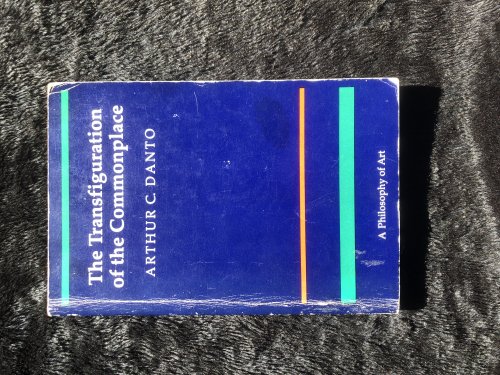 The Transfiguration
of the Commonplace
ARTHUR C. DANTO
A Philosophy of Art